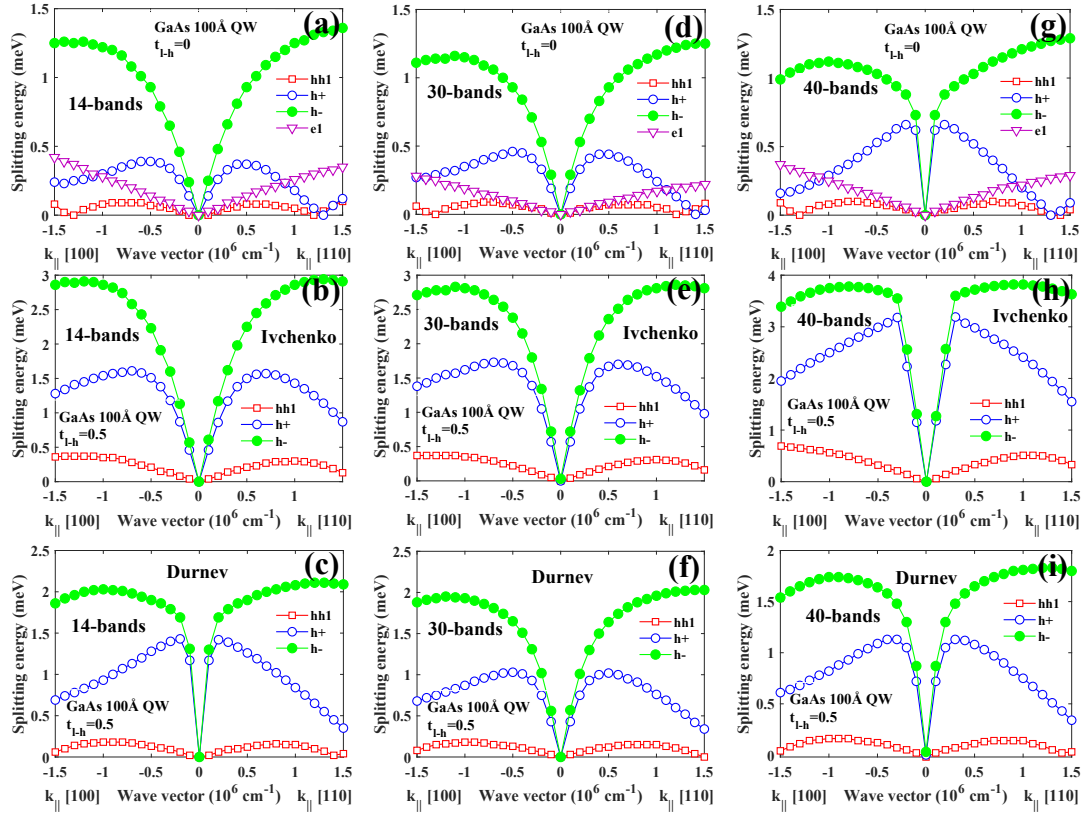 (a)
GaAs 100Å QW
t_{l-h}=0
14-bands
hh1
h+
h-
e1
Splitting energy (meV)
0
0.5
1
1.5
-1.5 -1 -0.5 0 0.5 1 1.5
k_{||} [100] Wave vector (10^6 cm^{-1}) k_{||} [110]
(d)
GaAs 100Å QW
t_{l-h}=0
30-bands
hh1
h+
h-
e1
Splitting energy (meV)
0
0.5
1
1.5
-1.5 -1 -0.5 0 0.5 1 1.5
k_{||} [100] Wave vector (10^6 cm^{-1}) k_{||} [110]
(g)
GaAs 100Å QW
t_{l-h}=0
40-bands
hh1
h+
h-
e1
Splitting energy (meV)
0
0.5
1
1.5
-1.5 -1 -0.5 0 0.5 1 1.5
k_{||} [100] Wave vector (10^6 cm^{-1}) k_{||} [110]
(b)
14-bands
Ivchenko
GaAs 100Å QW
t_{l-h}=0.5
hh1
h+
h-
Splitting energy (meV)
0
0.5
1
1.5
2
2.5
3
-1.5 -1 -0.5 0 0.5 1 1.5
k_{||} [100] Wave vector (10^6 cm^{-1}) k_{||} [110]
(e)
30-bands
Ivchenko
GaAs 100Å QW
t_{l-h}=0.5
hh1
h+
h-
Splitting energy (meV)
0
0.5
1
1.5
2
2.5
3
-1.5 -1 -0.5 0 0.5 1 1.5
k_{||} [100] Wave vector (10^6 cm^{-1}) k_{||} [110]
(h)
40-bands
Ivchenko
GaAs 100Å QW
t_{l-h}=0.5
hh1
h+
h-
Splitting energy (meV)
0
1
2
3
4
-1.5 -1 -0.5 0 0.5 1 1.5
k_{||} [100] Wave vector (10^6 cm^{-1}) k_{||} [110]
(c)
Durnev
14-bands
GaAs 100Å QW
t_{l-h}=0.5
hh1
h+
h-
Splitting energy (meV)
0
0.5
1
1.5
2
2.5
-1.5 -1 -0.5 0 0.5 1 1.5
k_{||} [100] Wave vector (10^6 cm^{-1}) k_{||} [110]
(f)
Durnev
30-bands
GaAs 100Å QW
t_{l-h}=0.5
hh1
h+
h-
Splitting energy (meV)
0
0.5
1
1.5
2
2.5
-1.5 -1 -0.5 0 0.5 1 1.5
k_{||} [100] Wave vector (10^6 cm^{-1}) k_{||} [110]
(i)
Durnev
40-bands
GaAs 100Å QW
t_{l-h}=0.5
hh1
h+
h-
Splitting energy (meV)
0
0.5
1
1.5
2
-1.5 -1 -0.5 0 0.5 1 1.5
k_{||} [100] Wave vector (10^6 cm^{-1}) k_{||} [110]